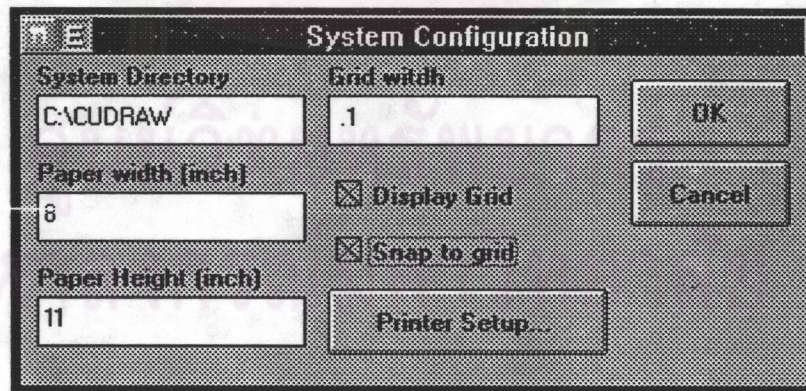 System Configuration
System Directory
C:\CUDRAW
Grid witdh
.1
OK
Paper width (inch)
8
Display Grid
Cancel
Snap to grid
Paper Height (inch)
11
Printer Setup...